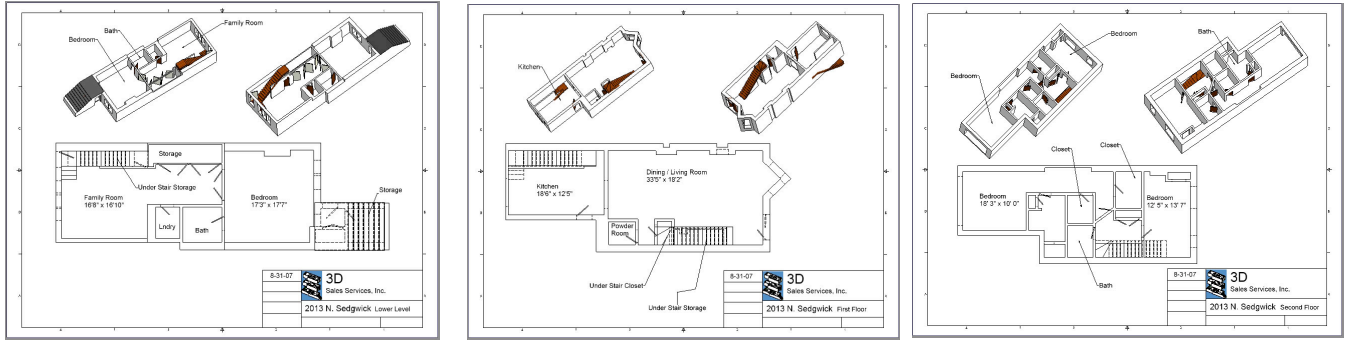 Family Room
Bath
Bedroom
Storage
Under Stair Storage
Storage
Family Room
16'8" x 16'10"
Bedroom
17'3" x 17'7"
Lndry
Bath
8-31-07
3D
Sales Services, Inc.
2013 N. Sedgwick Lower Level
Kitchen
Dining / Living Room
33'5" x 18'2"
Kitchen
18'6" x 12'5"
Powder
Room
Under Stair Closet
Under Stair Storage
8-31-07
3D
Sales Services, Inc.
2013 N. Sedgwick First Floor
Bedroom
Bath
Bedroom
Closet
Closet
Bedroom
18' 3" x 10' 0"
Bedroom
12' 5" x 13' 7"
Bath
8-31-07
3D
Sales Services, Inc.
2013 N. Sedgwick Second Floor